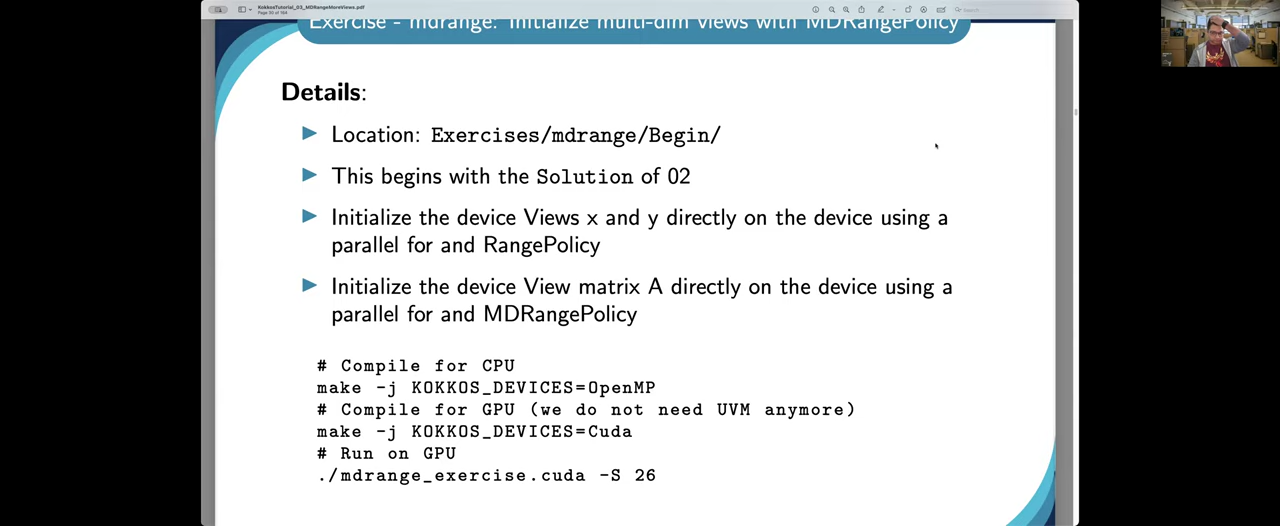 KokkosTutorial_03_MDRangeMoreViews.pdf
Search
Exercise - mdrange: Initialize multi-dim Views with MDRangePolicy
Details:
Location: Exercises/mdrange/Begin/
This begins with the Solution of 02
Initialize the device Views x and y directly on the device using a
parallel for and RangePolicy
Initialize the device View matrix A directly on the device using a
parallel for and MDRangePolicy
# Compile for CPU
make -j KOKKOS_DEVICES=OpenMP
# Compile for GPU (we do not need UVM anymore)
make -j KOKKOS_DEVICES=Cuda
# Run on GPU
./mdrange_exercise.cuda -S 26